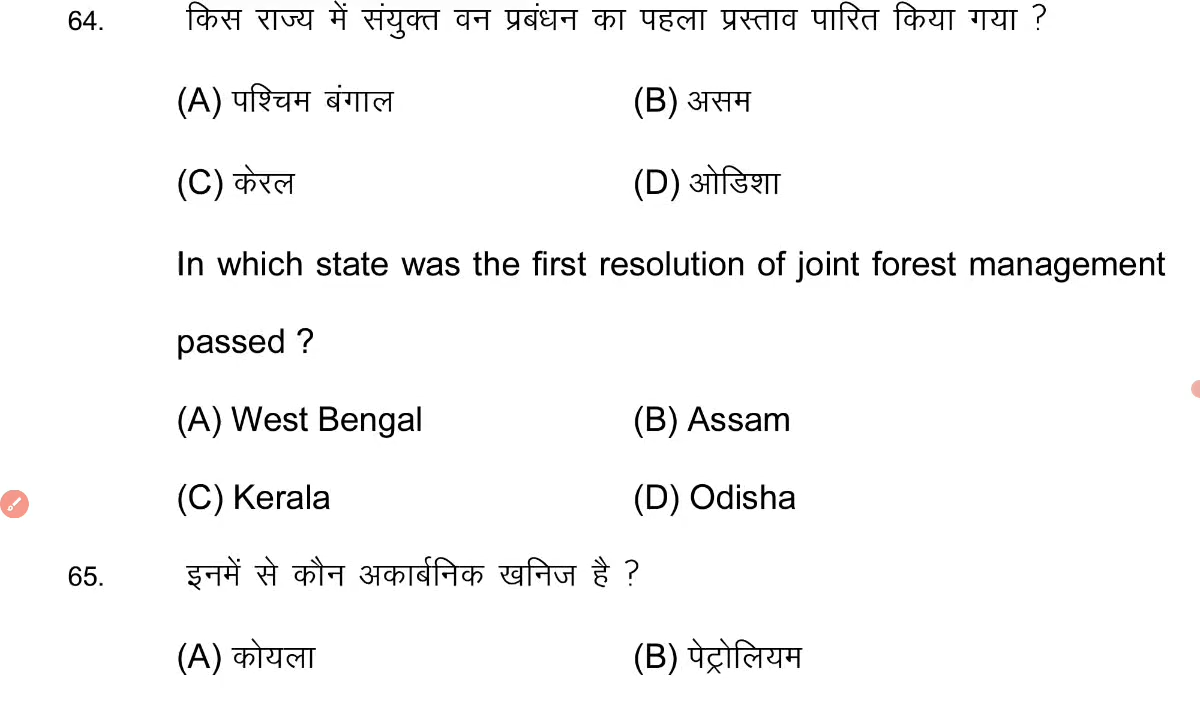 64. किस राज्य में संयुक्त वन प्रबंधन का पहला प्रस्ताव पारित किया गया ?
(A) पश्चिम बंगाल (B) असम
(C) केरल (D) ओडिशा
In which state was the first resolution of joint forest management
passed ?
(A) West Bengal (B) Assam
(C) Kerala (D) Odisha
65. इनमें से कौन अकार्बनिक खनिज है ?
(A) कोयला (B) पेट्रोलियम